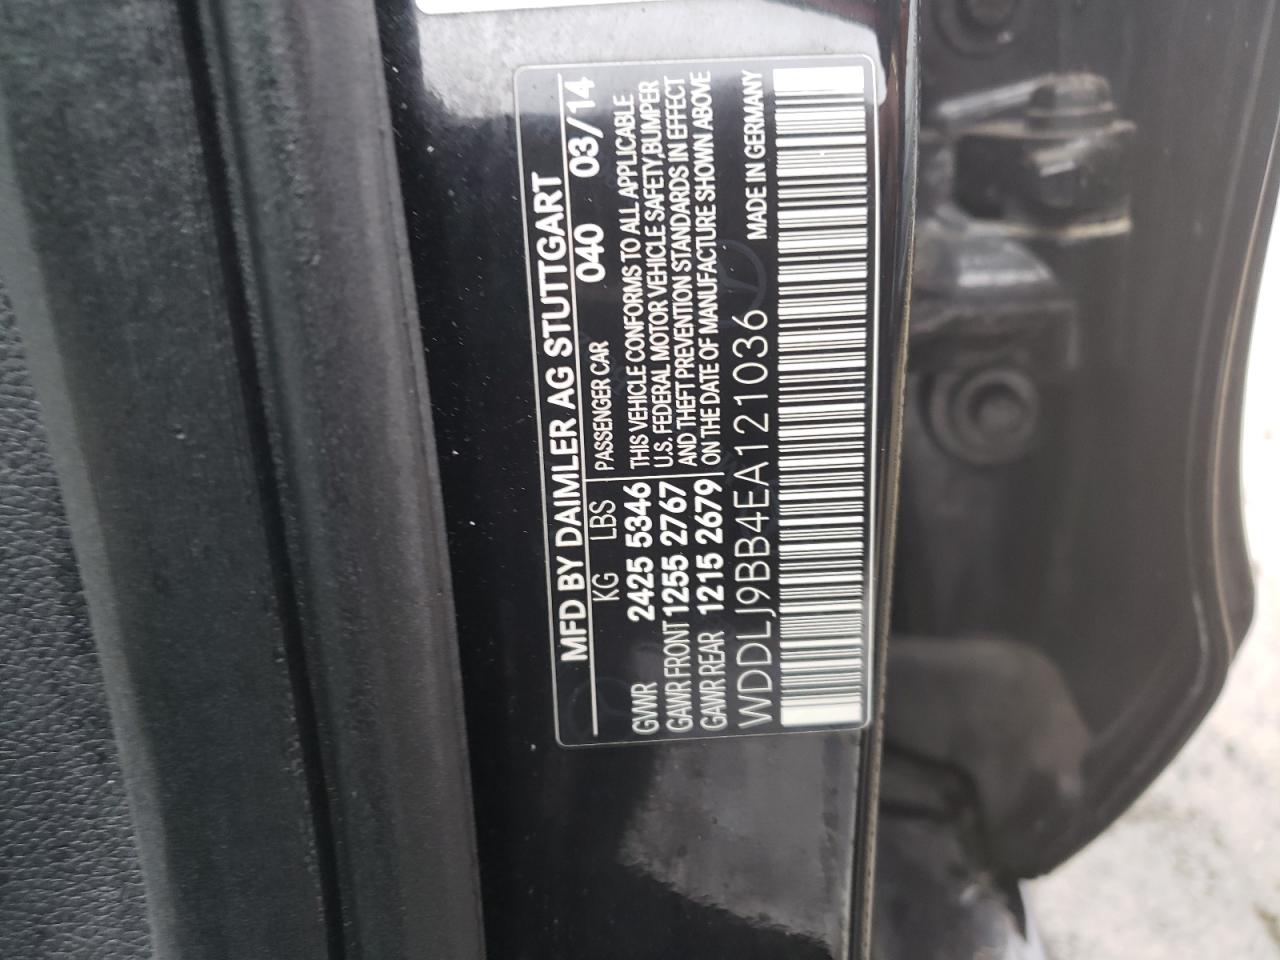 MFD BY DAIMLER AG STUTTGART
040 03/14
KG LBS PASSENGER CAR
GVWR 2425 5346 THIS VEHICLE CONFORMS TO ALL APPLICABLE
GAWR FRONT 1255 2767 U.S. FEDERAL MOTOR VEHICLE SAFETY,BUMPER
GAWR REAR 1215 2679 AND THEFT PREVENTION STANDARDS IN EFFECT
ON THE DATE OF MANUFACTURE SHOWN ABOVE
WDDLJ9BB4EA121036 MADE IN GERMANY